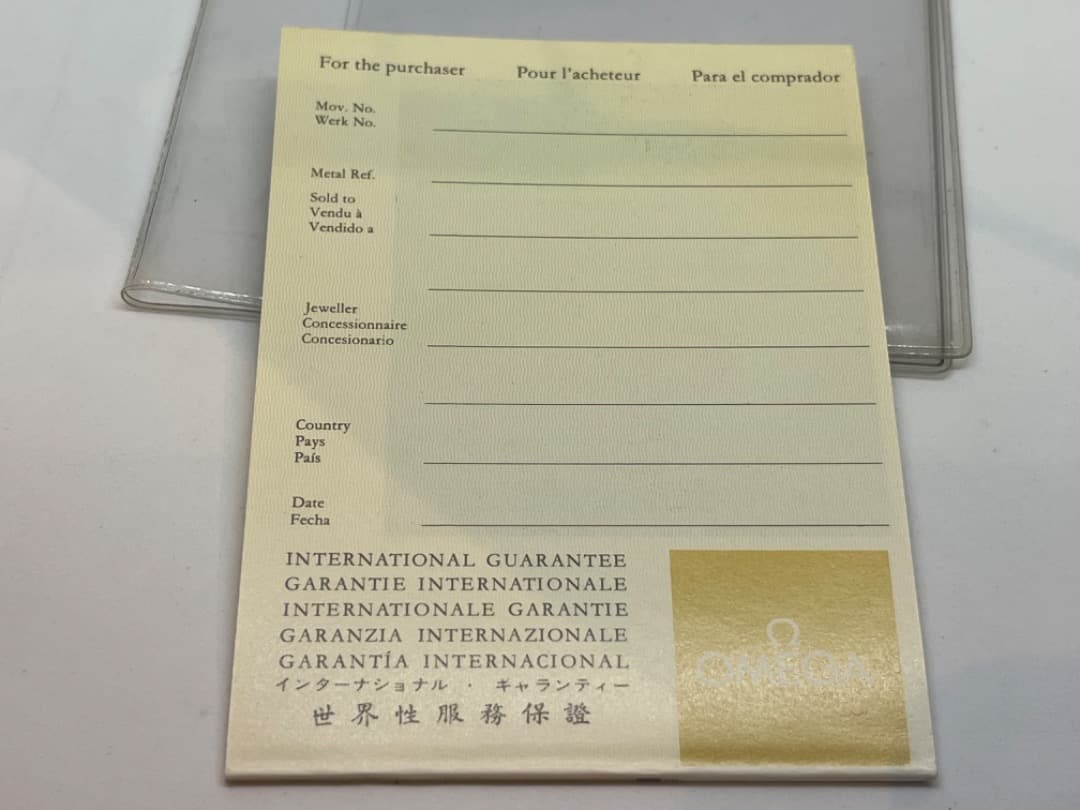 For the purchaser Pour l'acheteur Para el comprador
Mov. No.
Werk No.
Metal Ref.
Sold to
Vendu à
Vendido a
Jeweller
Concessionnaire
Concesionario
Country
Pays
País
Date
Fecha
INTERNATIONAL GUARANTEE
GARANTIE INTERNATIONALE
INTERNATIONALE GARANTIE
GARANZIA INTERNAZIONALE
GARANTÍA INTERNACIONAL
インターナショナル · ギャランティー
世界性服務保證
Ω
OMEGA